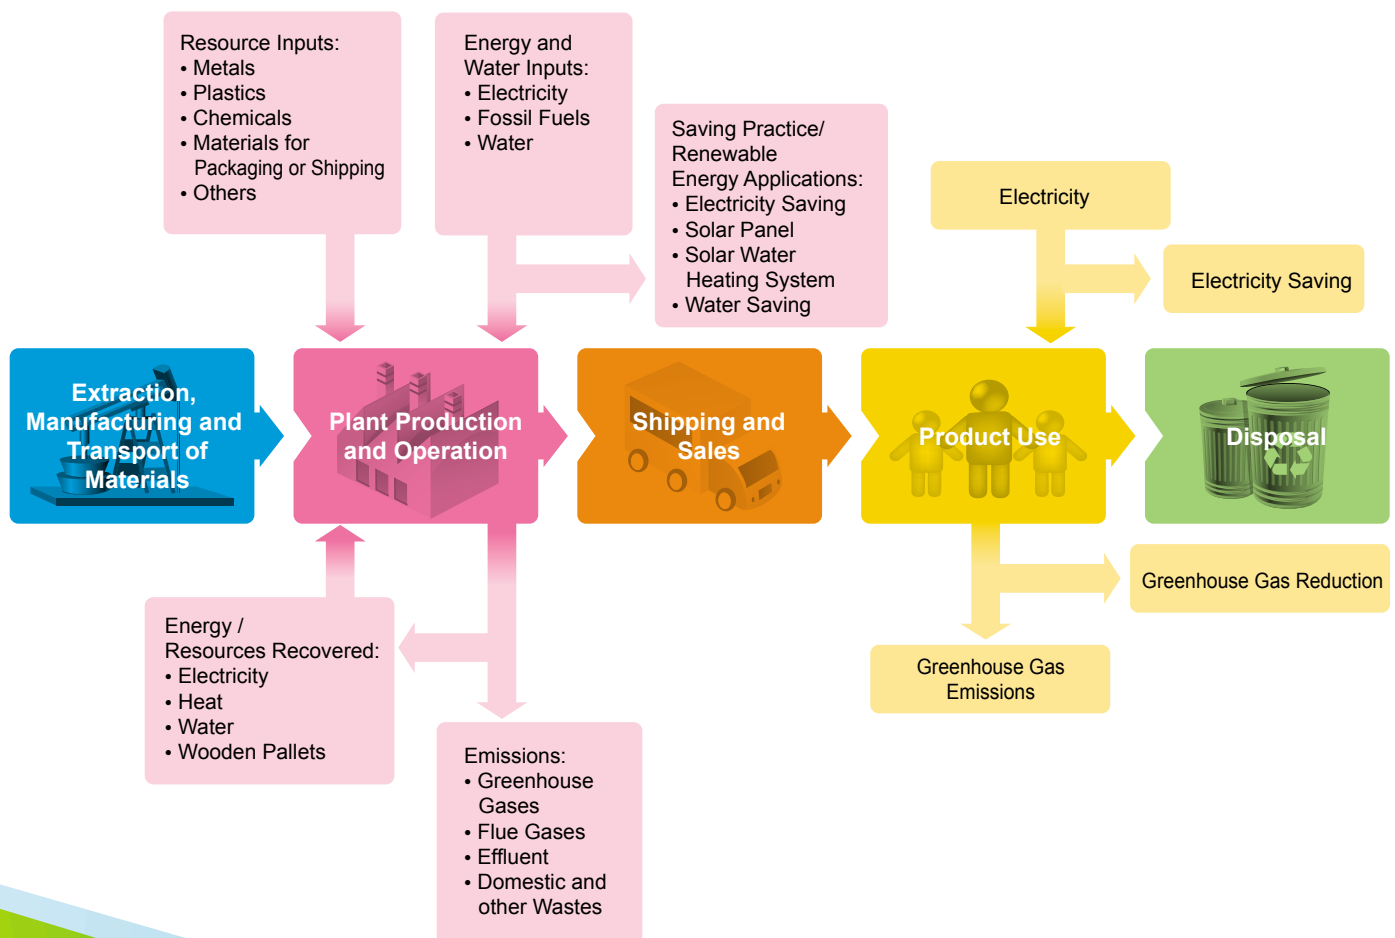 Resource Inputs:
• Metals
• Plastics
• Chemicals
• Materials for
Packaging or Shipping
• Others
Energy and
Water Inputs:
• Electricity
• Fossil Fuels
• Water
Saving Practice/
Renewable
Energy Applications:
• Electricity Saving
• Solar Panel
• Solar Water
Heating System
• Water Saving
Electricity
Electricity Saving
Extraction,
Manufacturing and
Transport of
Materials
Plant Production
and Operation
Shipping and
Sales
Product Use
Disposal
Energy /
Resources Recovered:
• Electricity
• Heat
• Water
• Wooden Pallets
Emissions:
• Greenhouse
Gases
• Flue Gases
• Effluent
• Domestic and
other Wastes
Greenhouse Gas Reduction
Greenhouse Gas
Emissions